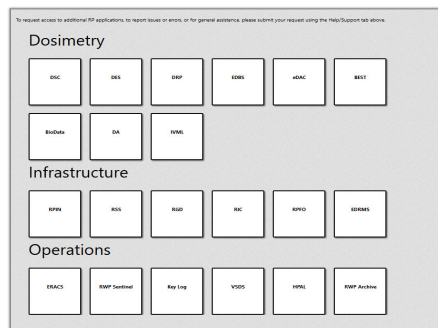 To request access to additional RP applications, to report issues or errors, or for general assistance, please submit your request using the Help/Support tab above.
Dosimetry
DSC DES DRP EDBS eDAC BEST
BioData DA IVML
Infrastructure
RPIN RSS RGD RIC RPFO EDRMS
Operations
ERACS RWP Sentinel Key Log VSDS HPAL RWP Archive